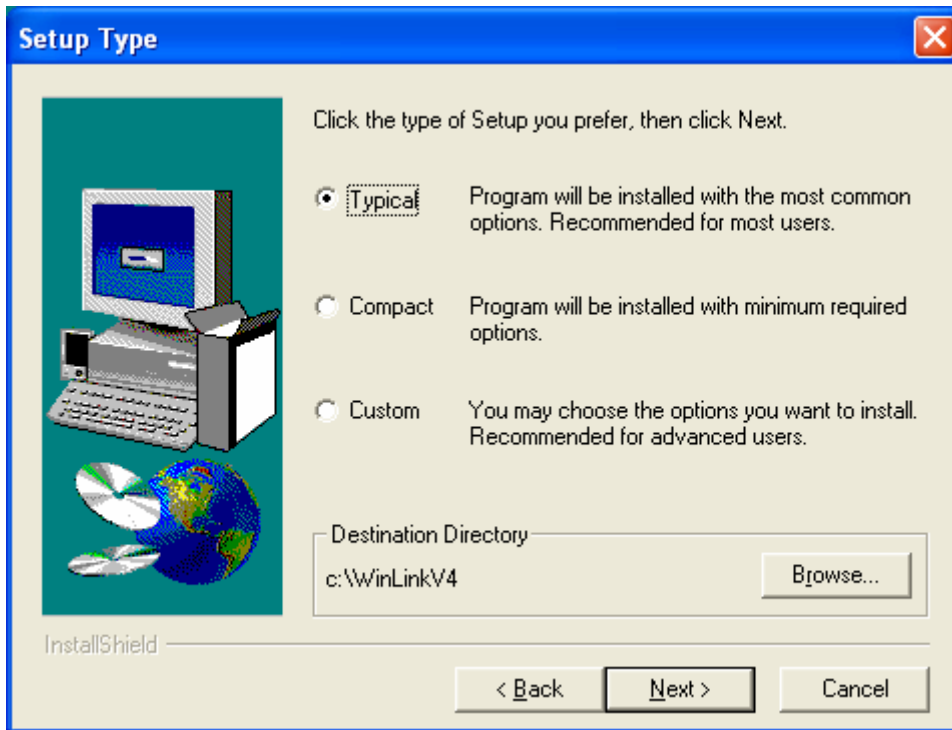 Setup Type
Click the type of Setup you prefer, then click Next.
Typical
Program will be installed with the most common
options. Recommended for most users.
Compact
Program will be installed with minimum required
options.
Custom
You may choose the options you want to install.
Recommended for advanced users.
Destination Directory
c:\WinLinkV4
Browse...
InstallShield
< Back
Next >
Cancel